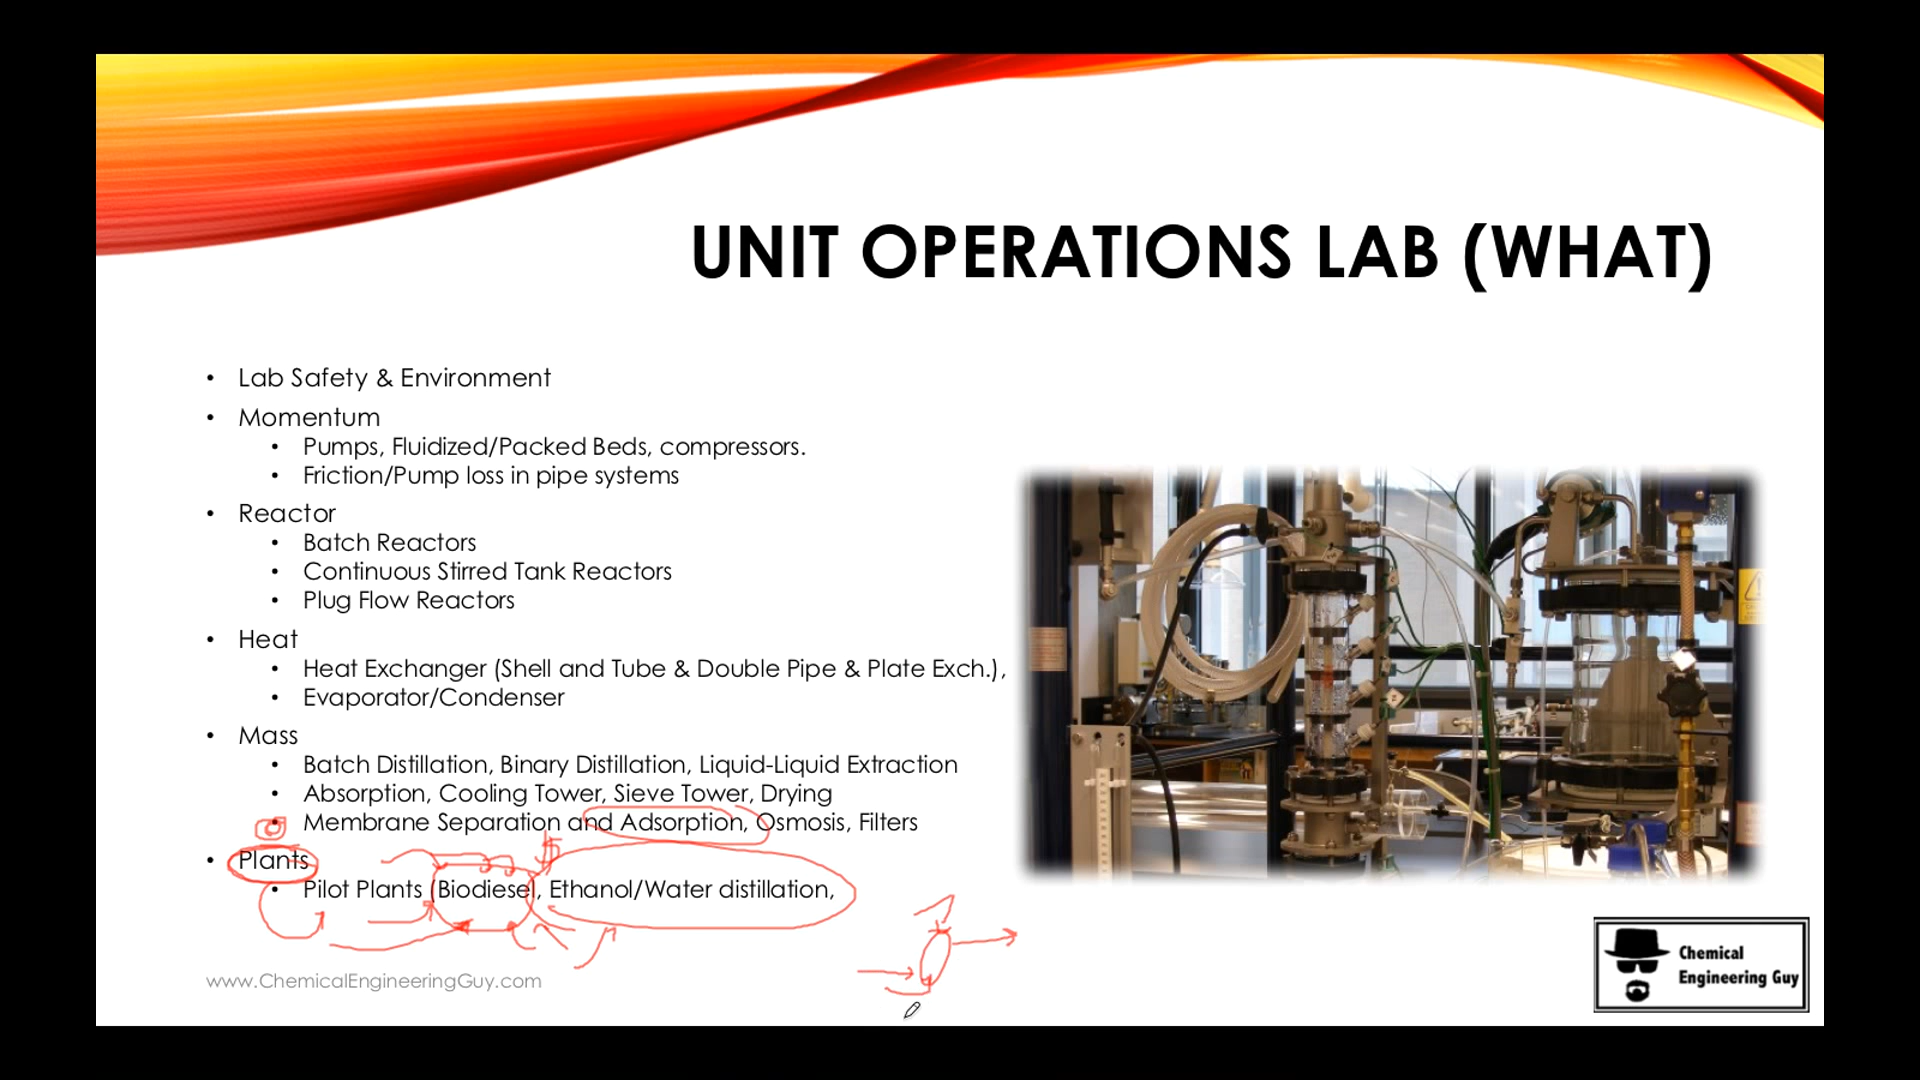 UNIT OPERATIONS LAB (WHAT)
• Lab Safety & Environment
• Momentum
• Pumps, Fluidized/Packed Beds, compressors.
• Friction/Pump loss in pipe systems
• Reactor
• Batch Reactors
• Continuous Stirred Tank Reactors
• Plug Flow Reactors
• Heat
• Heat Exchanger (Shell and Tube & Double Pipe & Plate Exch.),
• Evaporator/Condenser
• Mass
• Batch Distillation, Binary Distillation, Liquid-Liquid Extraction
• Absorption, Cooling Tower, Sieve Tower, Drying
• Membrane Separation and Adsorption, Osmosis, Filters
• Plants
$
• Pilot Plants (Biodiesel, Ethanol/Water distillation,
www.ChemicalEngineeringGuy.com
Chemical
Engineering Guy